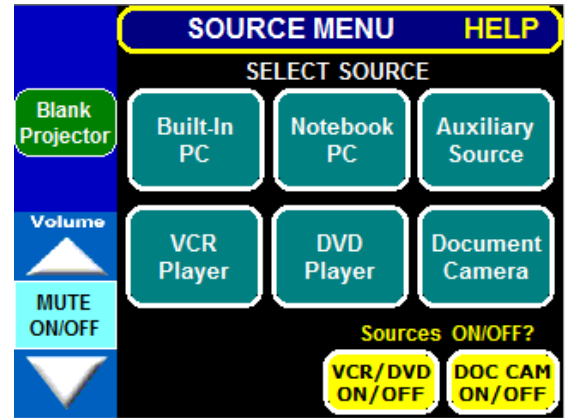 SOURCE MENU HELP
SELECT SOURCE
Blank
Projector
Built-In
PC
Notebook
PC
Auxiliary
Source
Volume
VCR
Player
DVD
Player
Document
Camera
MUTE
ON/OFF
Sources ON/OFF?
VCR/DVD
ON/OFF
DOC CAM
ON/OFF